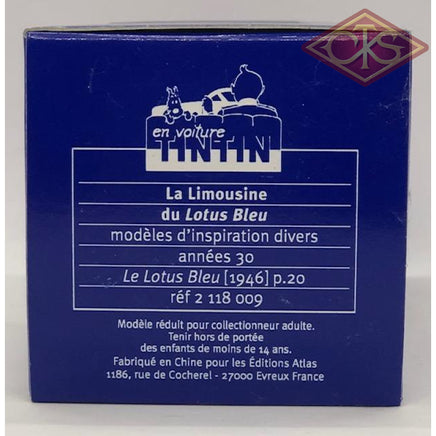 CTS
en voiture
TINTIN
La Limousine
du Lotus Bleu
modèles d'inspiration divers
années 30
Le Lotus Bleu [1946] p.20
réf 2 118 009
Modèle réduit pour collectionneur adulte.
Tenir hors de portée
des enfants de moins de 14 ans.
Fabriqué en Chine pour les Éditions Atlas
1186, rue de Cocherel - 27000 Evreux France